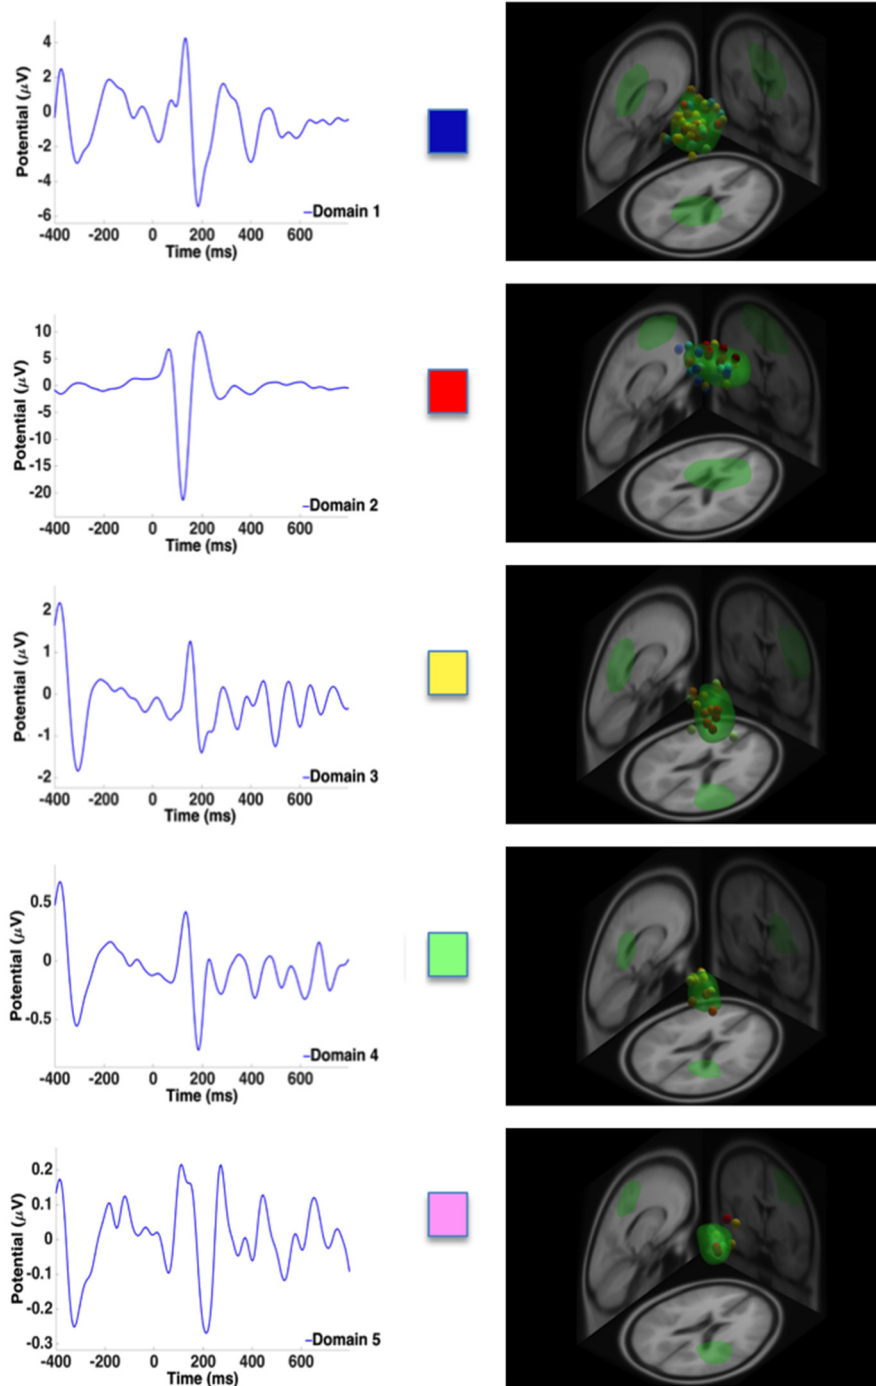 4
2
0
-2
-4
-6
Potential (μV)
-400 -200 0 200 400 600
Time (ms)
Domain 1
10
5
0
-5
-10
-15
-20
Potential (μV)
-400 -200 0 200 400 600
Time (ms)
Domain 2
2
1
0
-1
-2
Potential (μV)
-400 -200 0 200 400 600
Time (ms)
Domain 3
0.5
0
-0.5
Potential (μV)
-400 -200 0 200 400 600
Time (ms)
Domain 4
0.2
0.1
0
-0.1
-0.2
-0.3
Potential (μV)
-400 -200 0 200 400 600
Time (ms)
Domain 5